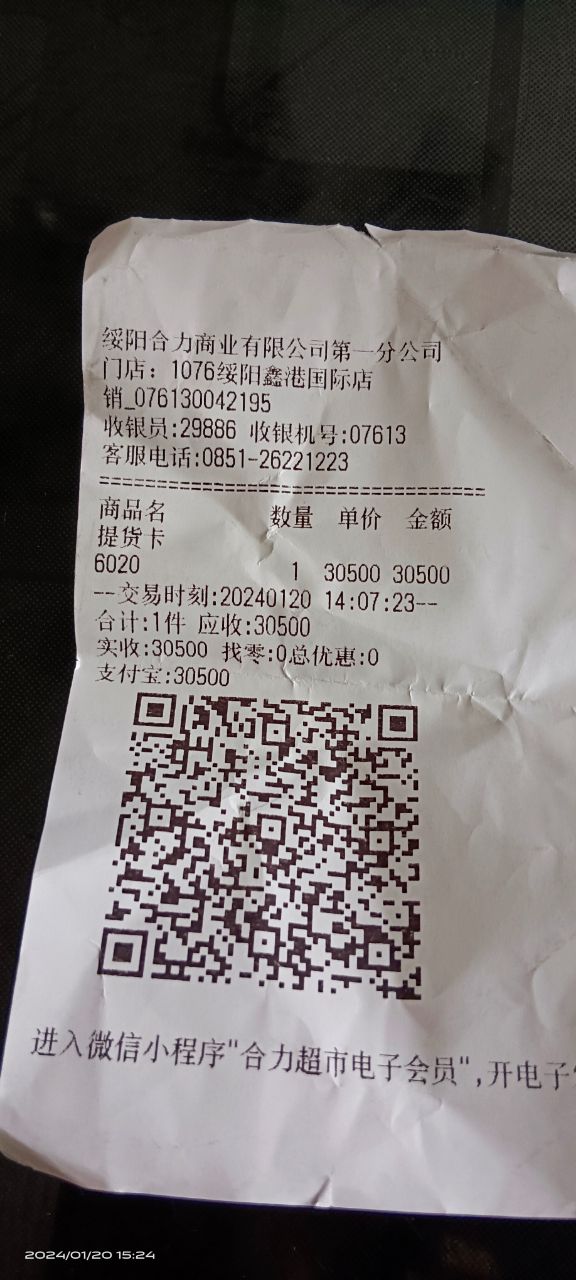 绥阳合力商业有限公司第一分公司
门店: 1076绥阳鑫港国际店
销_076130042195
收银员:29886 收银机号:07613
客服电话:0851-26221223
======================================
商品名 数量 单价 金额
提货卡
6020 1 30500 30500
--交易时刻:20240120 14:07:23--
合计:1件 应收:30500
实收:30500 找零:0总优惠:0
支付宝:30500
进入微信小程序"合力超市电子会员",开电子
2024/01/20 15:24